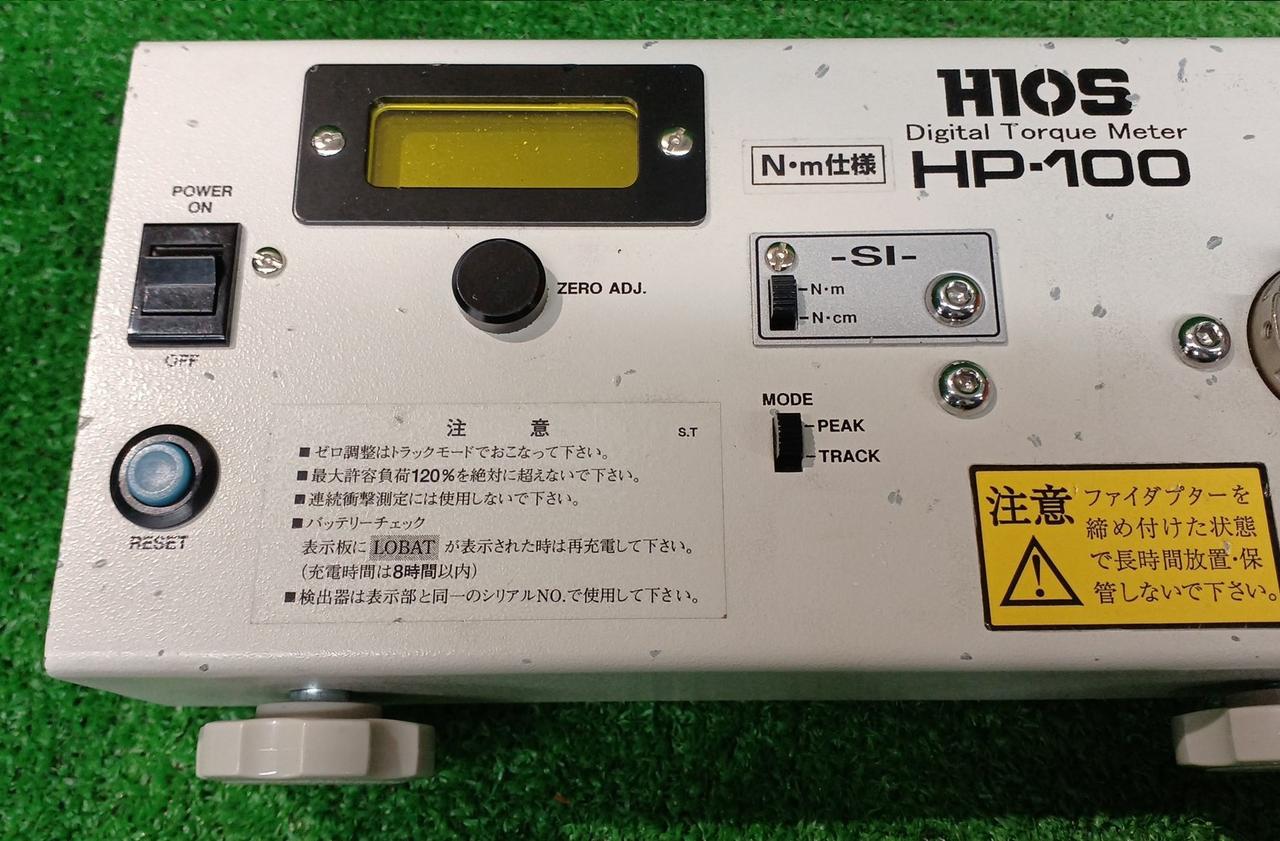 HIOS
Digital Torque Meter
HP-100
N・m仕様
POWER
ON
OFF
ZERO ADJ.
-SI-
N・m
N・cm
MODE
PEAK
TRACK
RESET
注 意 S.T
■ゼロ調整はトラックモードでおこなって下さい。
■最大許容負荷120%を絶対に超えないで下さい。
■連続衝撃測定には使用しないで下さい。
■バッテリーチェック
表示板に LOBAT が表示された時は再充電して下さい。
(充電時間は8時間以内)
■検出器は表示部と同一のシリアルNO.で使用して下さい。
注意
ファイダプターを
締め付けた状態
で長時間放置・保
管しないで下さい。